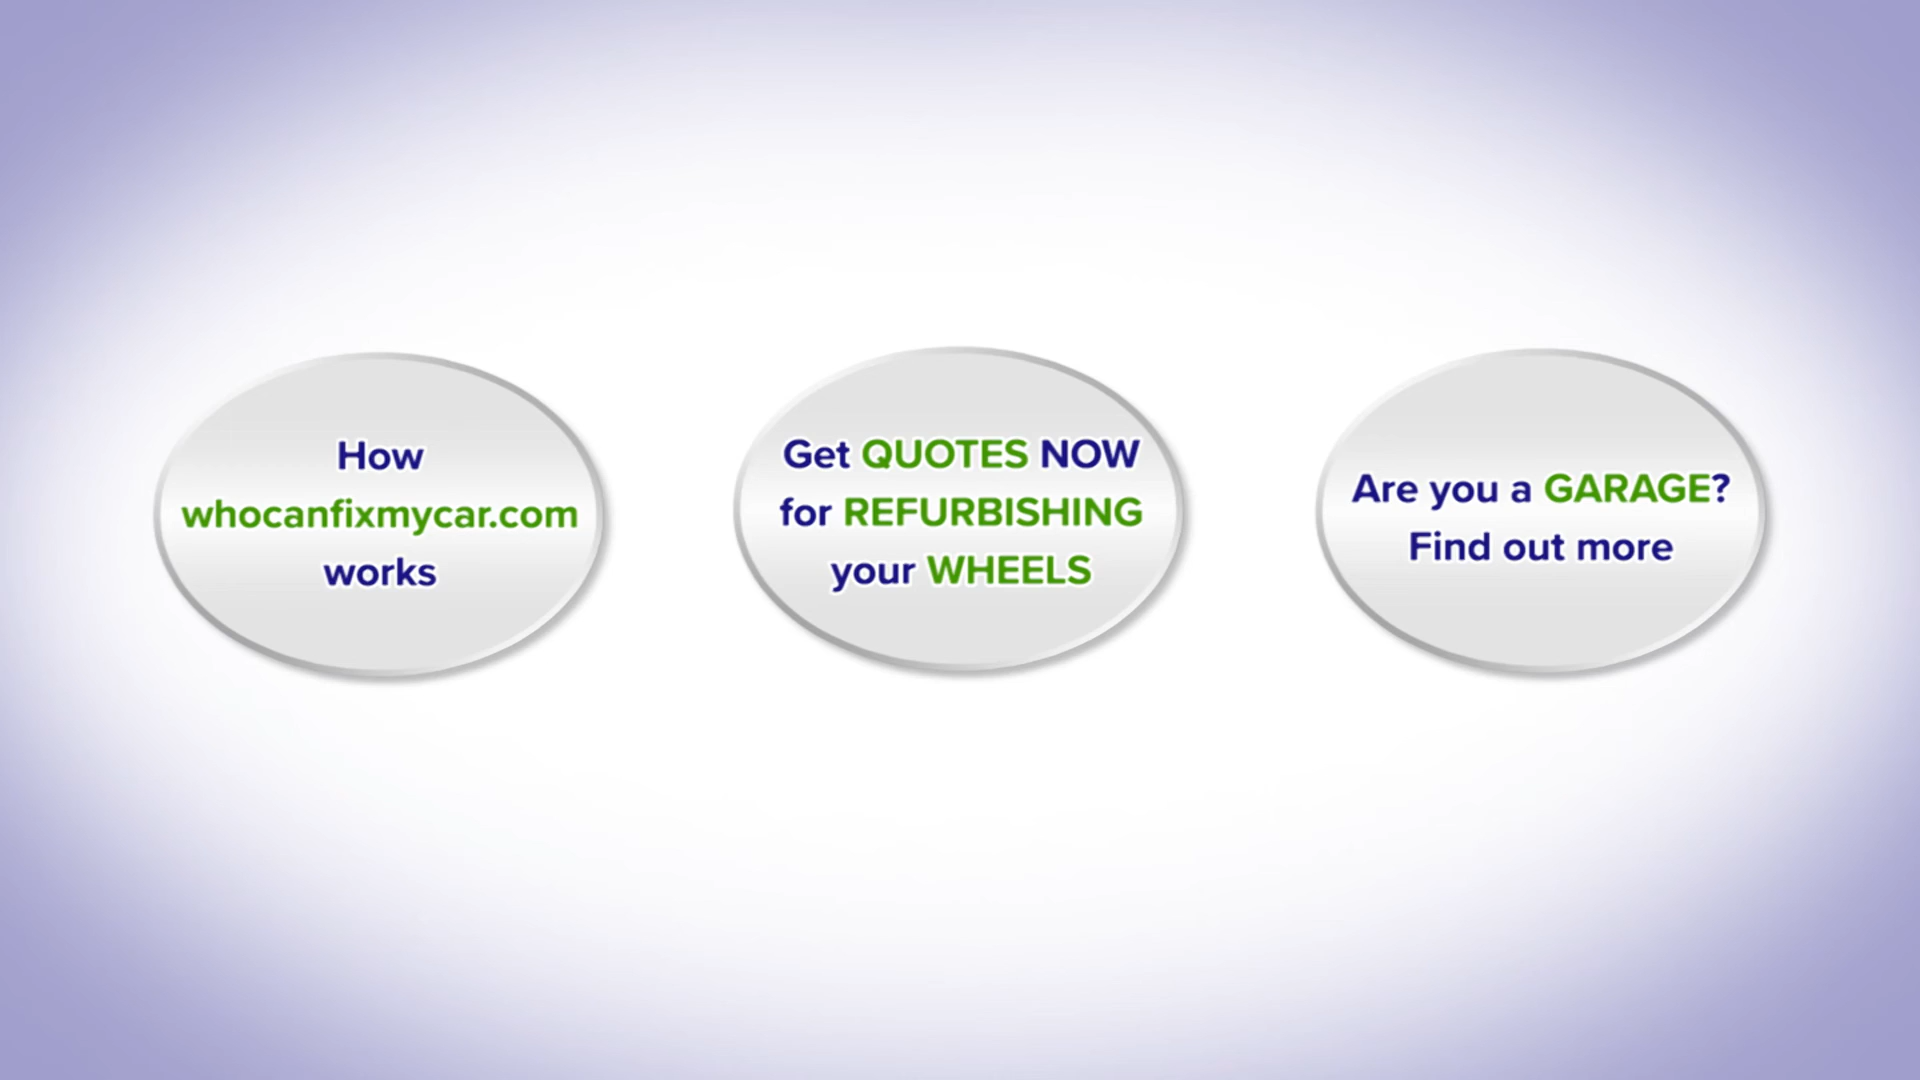 How
whocanfixmycar.com
works
Get QUOTES NOW
for REFURBISHING
your WHEELS
Are you a GARAGE?
Find out more